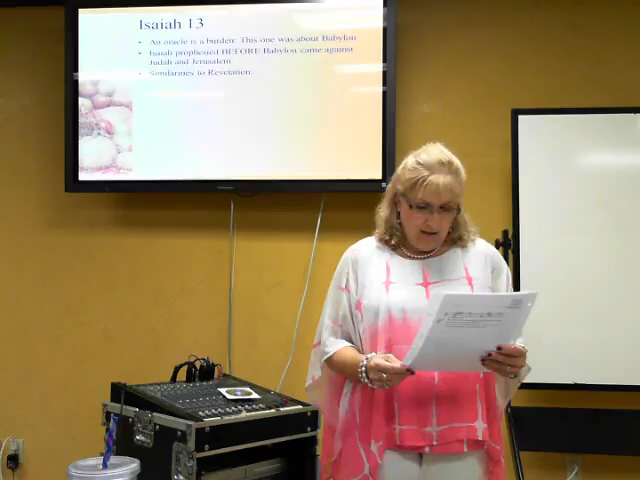 Isaiah 13
• An oracle is a burden: This one was about Babylon
• Isaiah prophesied BEFORE Babylon came against
Judah and Jerusalem
• Similarities to Revelation: